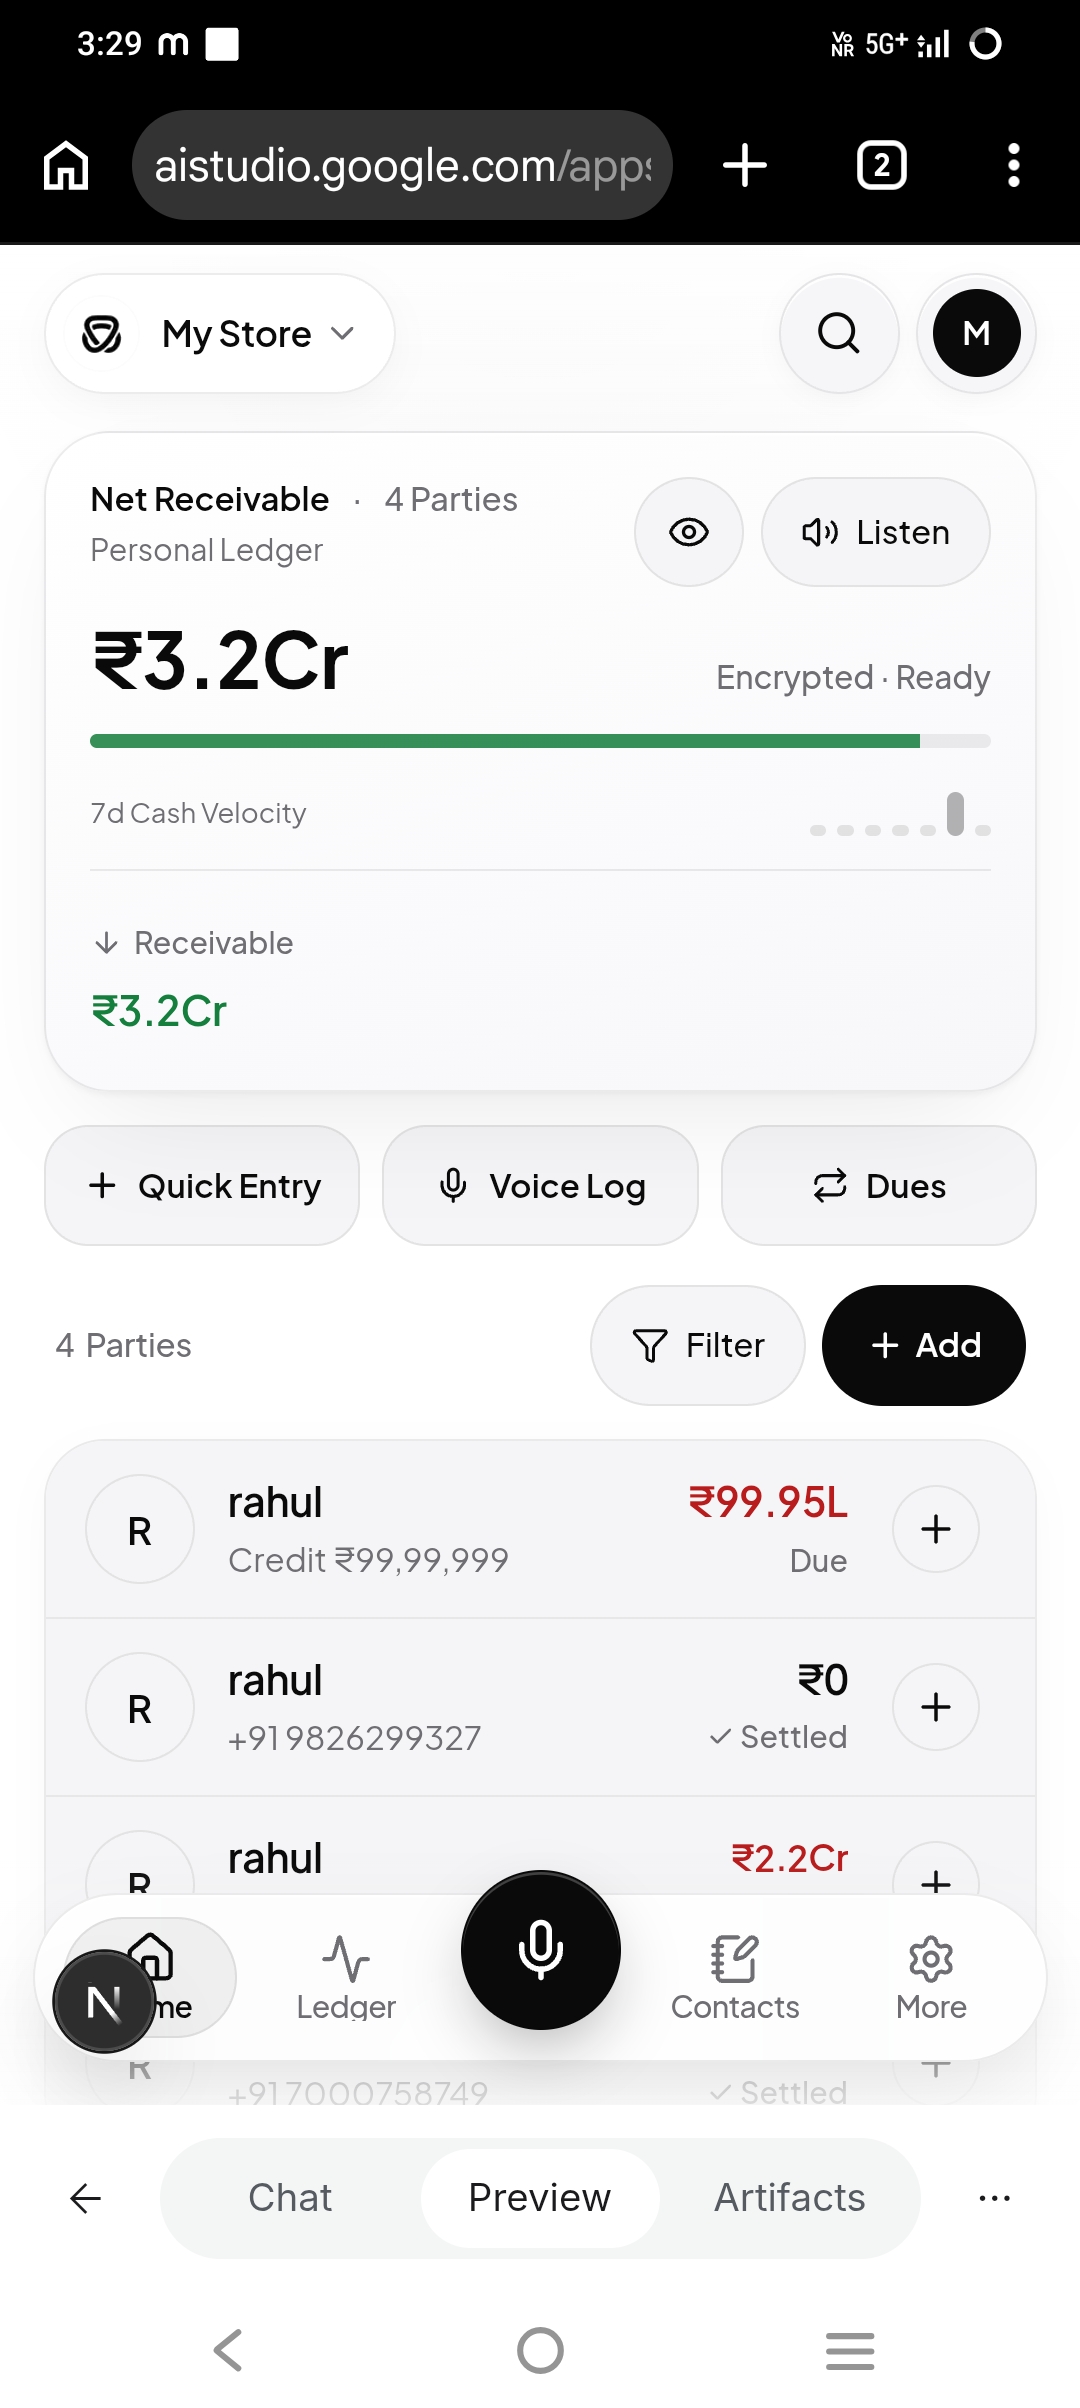 3:29
Vo NR 5G+
aistudio.google.com/apps
2
My Store
M
Net Receivable · 4 Parties
Personal Ledger
Listen
₹3.2Cr
Encrypted · Ready
7d Cash Velocity
Receivable
₹3.2Cr
Quick Entry
Voice Log
Dues
4 Parties
Filter
Add
R
rahul
₹99.95L
Credit ₹99,99,999
Due
R
rahul
₹0
+91 9826299327
Settled
R
rahul
₹2.2Cr
N
me
Ledger
Contacts
More
R
+91 7000758749
Settled
Chat
Preview
Artifacts